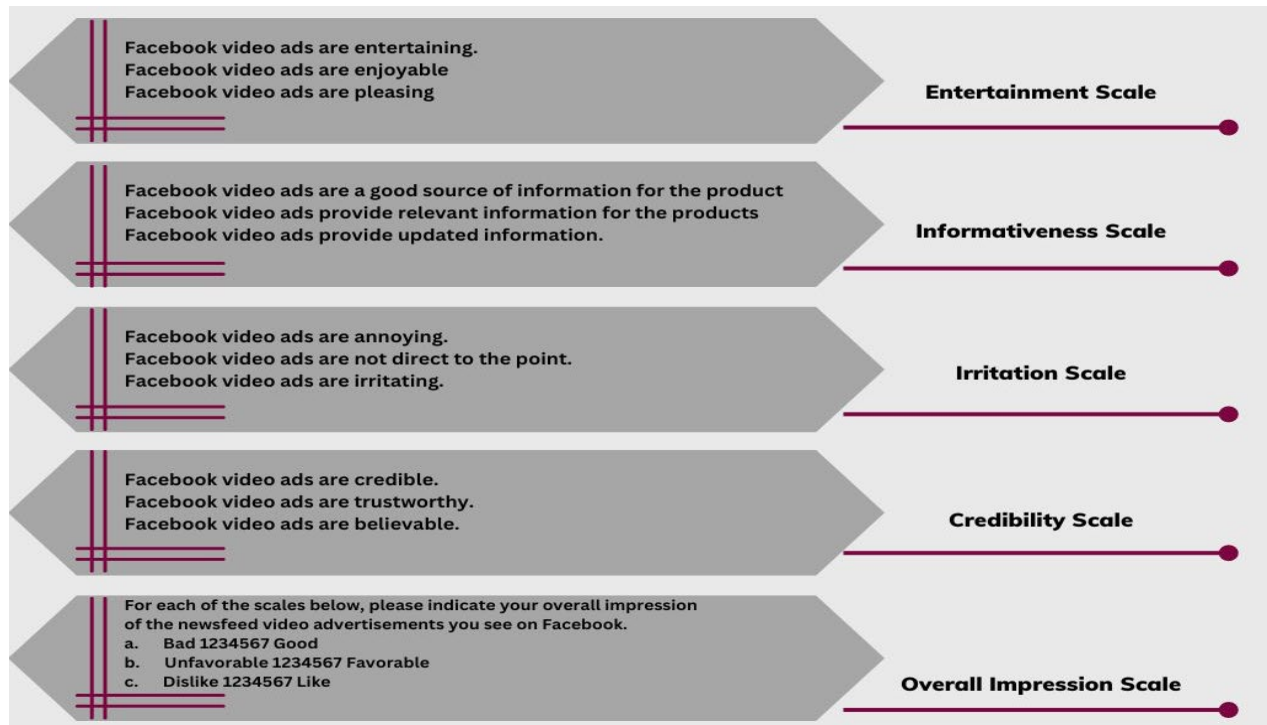 Facebook video ads are entertaining.
Facebook video ads are enjoyable
Facebook video ads are pleasing
Entertainment Scale
Facebook video ads are a good source of information for the product
Facebook video ads provide relevant information for the products
Facebook video ads provide updated information.
Informativeness Scale
Facebook video ads are annoying.
Facebook video ads are not direct to the point.
Facebook video ads are irritating.
Irritation Scale
Facebook video ads are credible.
Facebook video ads are trustworthy.
Facebook video ads are believable.
Credibility Scale
For each of the scales below, please indicate your overall impression
of the newsfeed video advertisements you see on Facebook.
a. Bad 1234567 Good
b. Unfavorable 1234567 Favorable
c. Dislike 1234567 Like
Overall Impression Scale